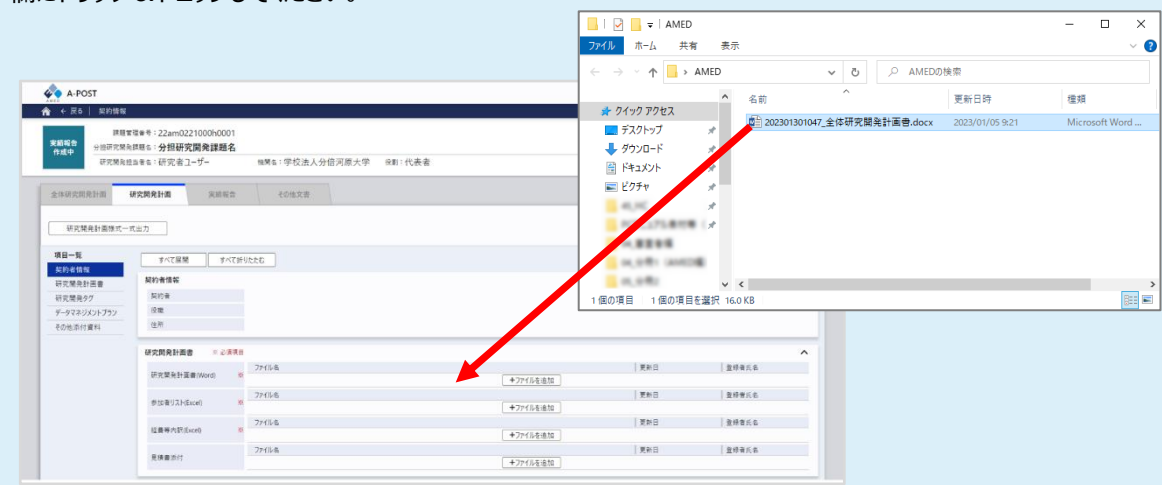 AMED
ファイル ホーム 共有 表示
AMED
AMEDの検索
名前 更新日時 種類
202301301047_全体研究開発計画書.docx 2023/01/05 9:21 Microsoft Word ...
クイック アクセス
デスクトップ
ダウンロード
ドキュメント
ピクチャ
1 個の項目 1 個の項目を選択 16.0 KB
A-POST
AMED
← 戻る 契約情報
実績報告
作成中
課題管理番号：22am0221000h0001
分担研究開発課題名：分担研究開発課題名
研究開発担当者名：研究者ユーザー 機関名：学校法人分倍河原大学 役割：代表者
全体研究開発計画 研究開発計画 実績報告 その他文書
研究開発計画様式一式出力
項目一覧
契約者情報
研究開発計画書
研究開発タグ
データマネジメントプラン
その他添付資料
すべて展開 すべて折りたたむ
契約者情報
契約者
役職
住所
研究開発計画書 ※ 必須項目
研究開発計画書(Word) ※ ファイル名 更新日 登録者氏名
+ファイルを追加
参加者リスト(Excel) ※ ファイル名 更新日 登録者氏名
+ファイルを追加
経費等内訳(Excel) ※ ファイル名 更新日 登録者氏名
+ファイルを追加
見積書添付 ファイル名 更新日 登録者氏名
+ファイルを追加